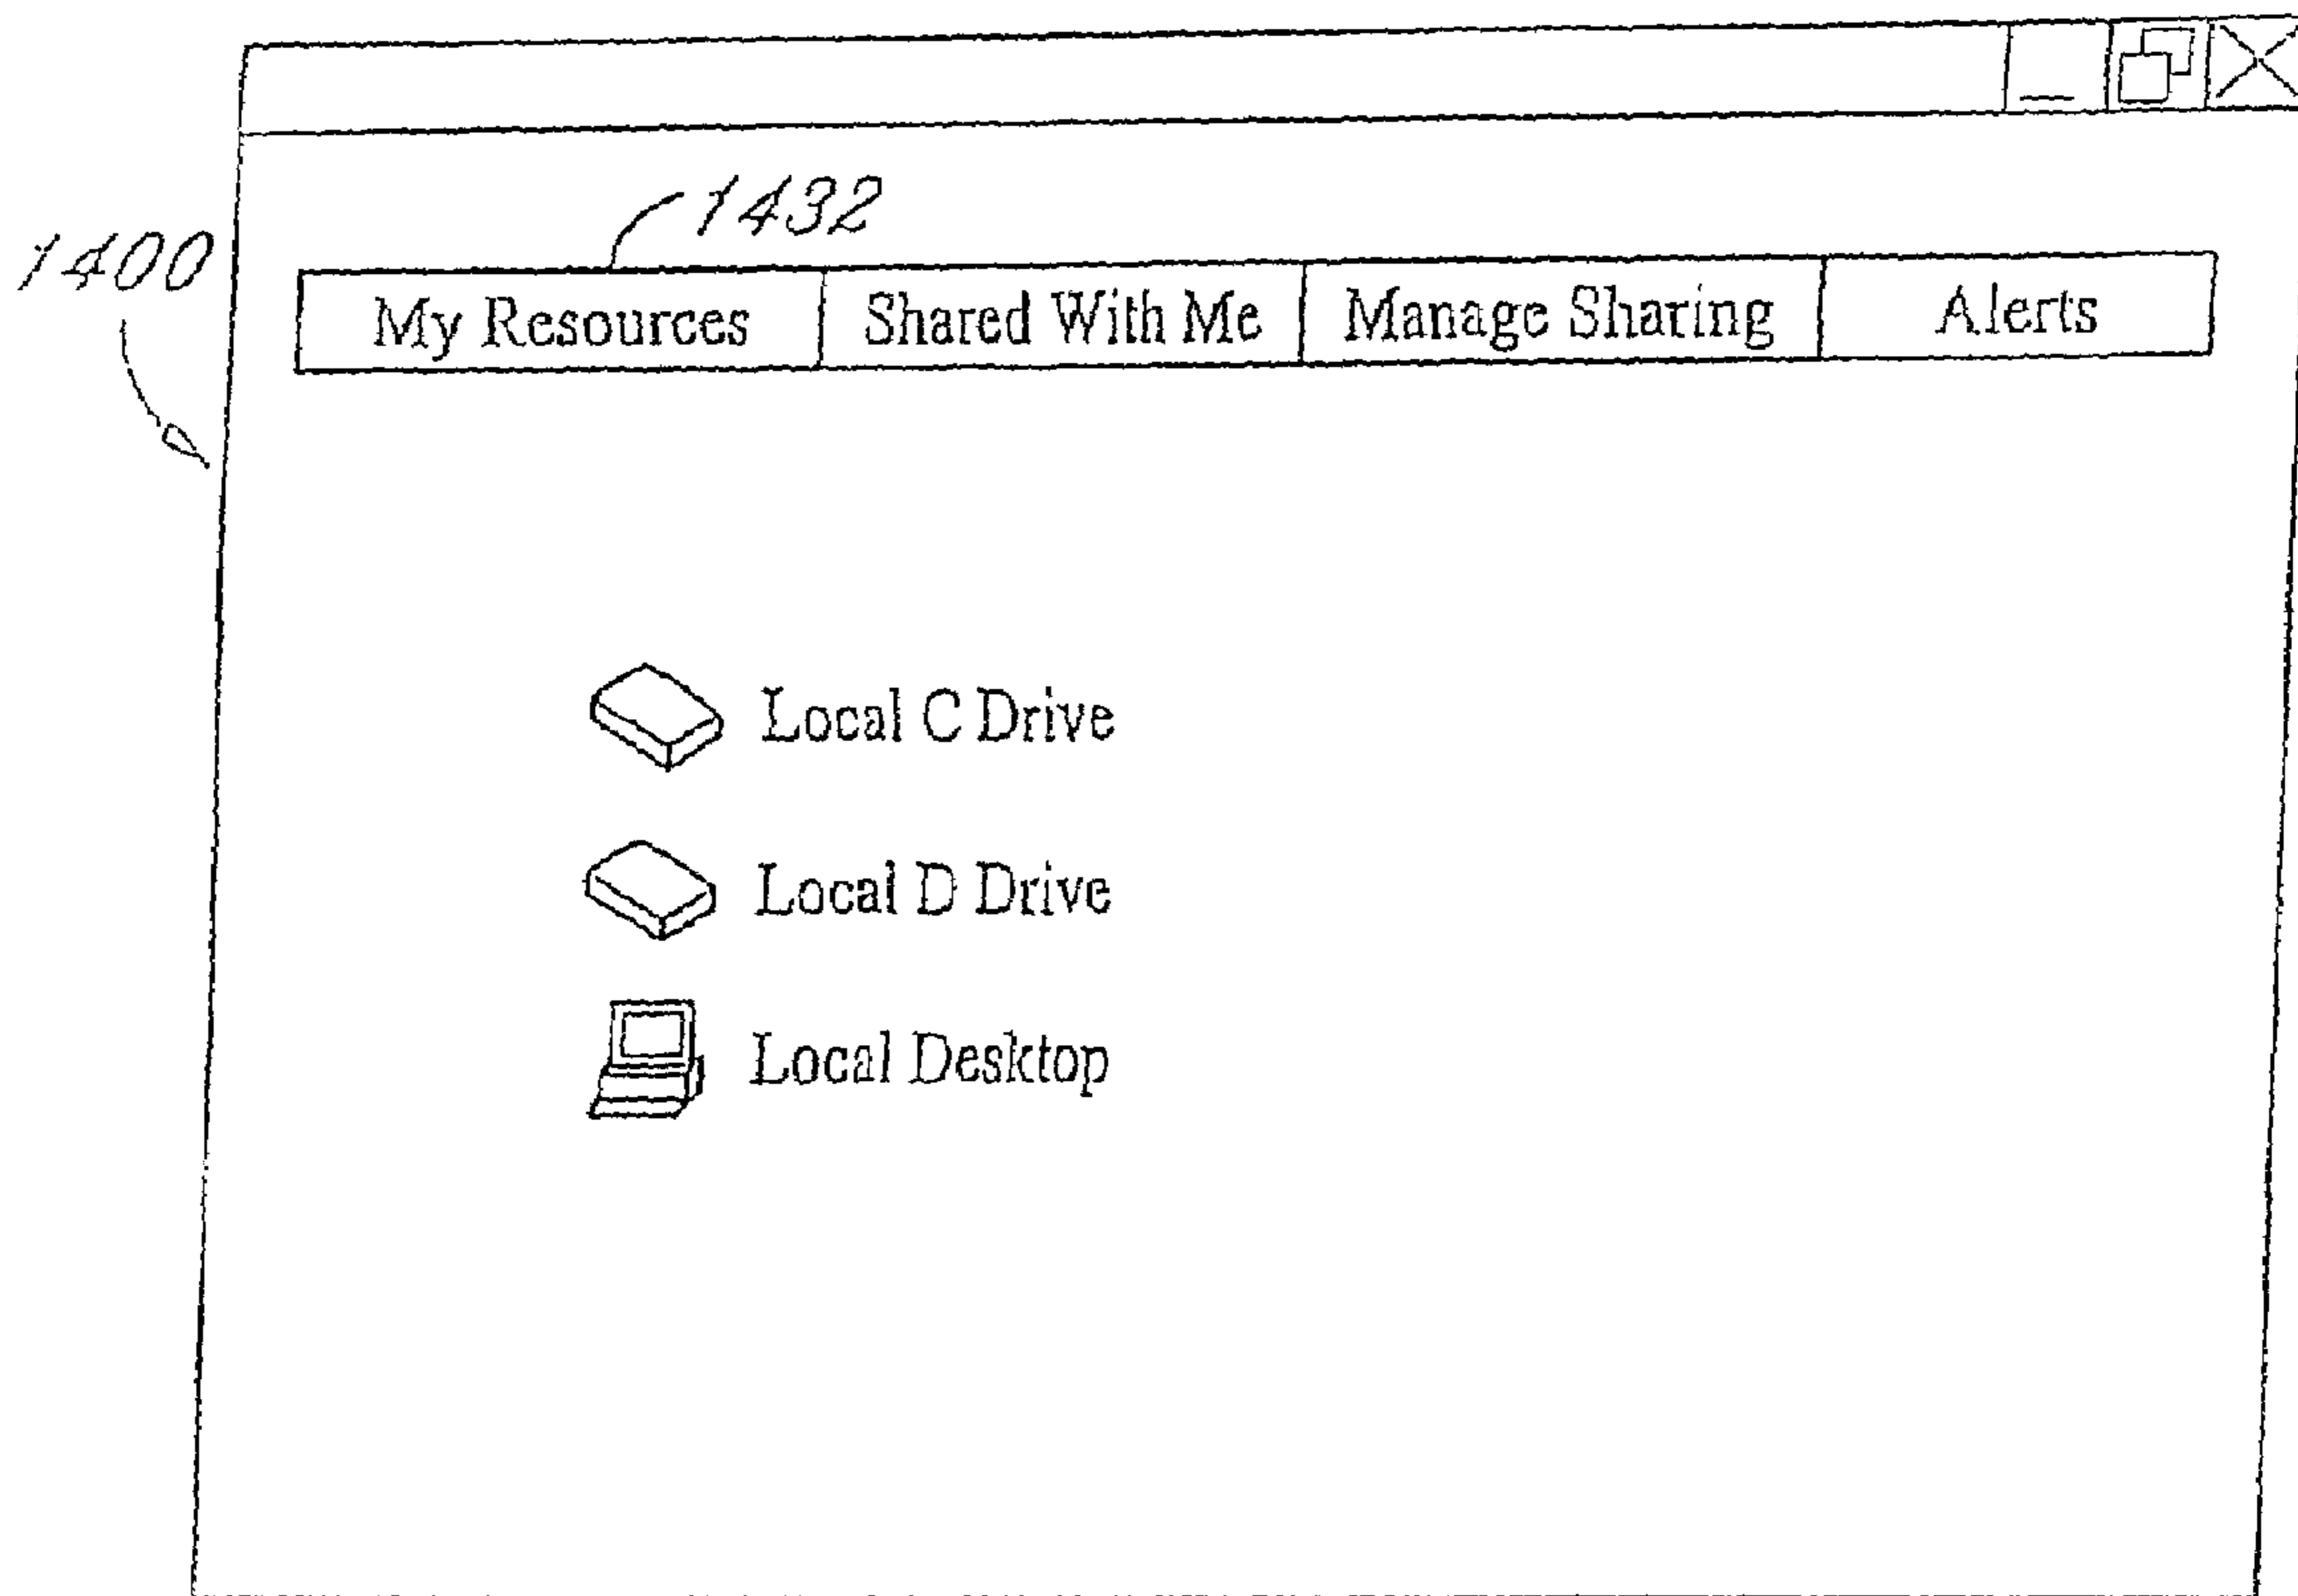 1432
1400
My Resources Shared With Me Manage Sharing Alerts
Local C Drive
Local D Drive
Local Desktop